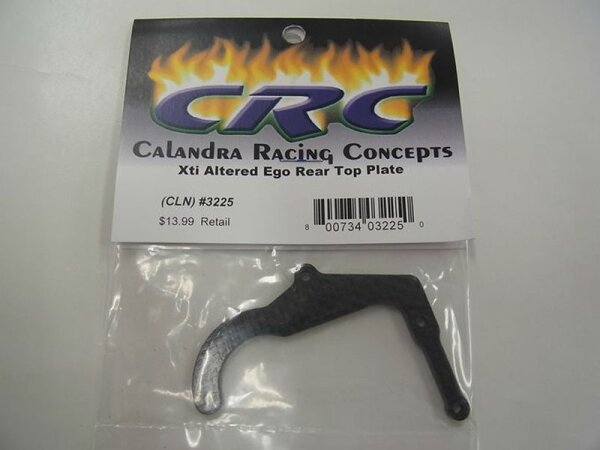 CRC
Calandra Racing Concepts
Xti Altered Ego Rear Top Plate
(CLN) #3225
$13.99 Retail
8 00734 03225 0